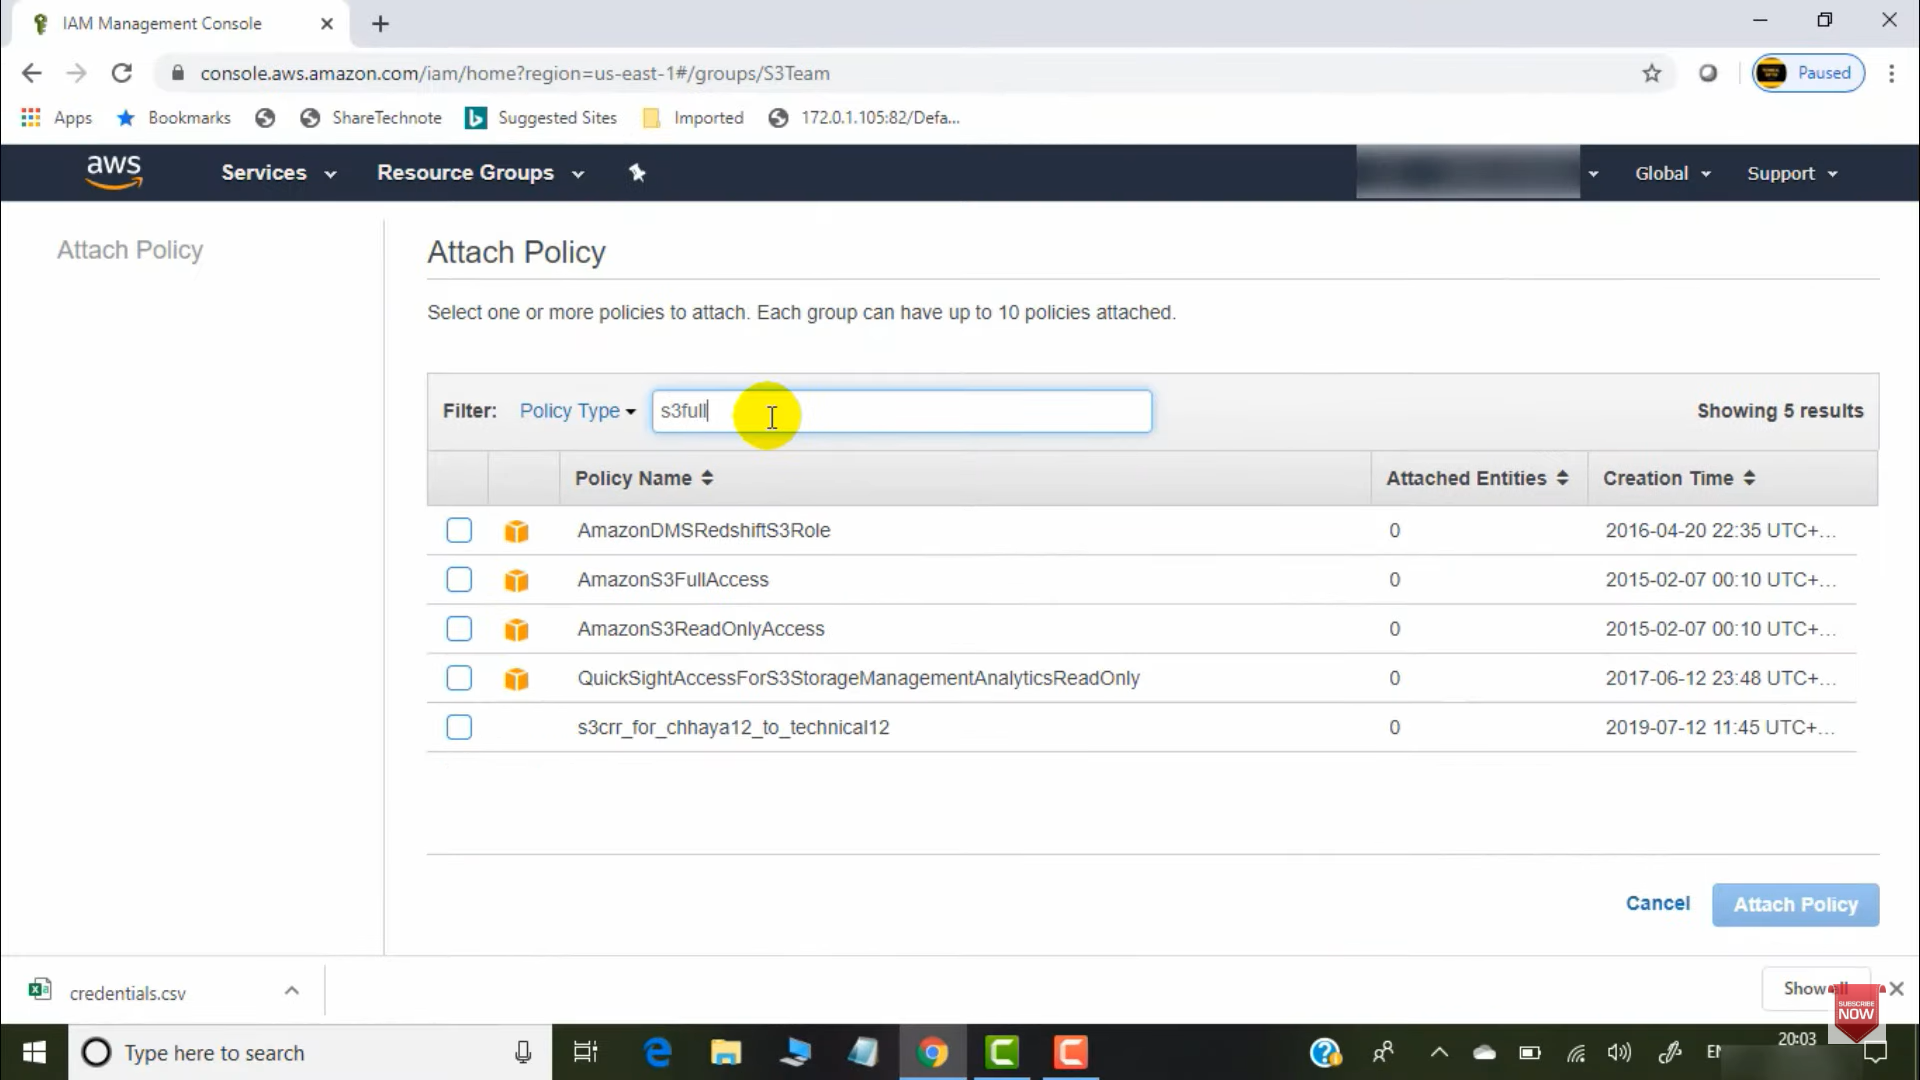 IAM Management Console
console.aws.amazon.com/iam/home?region=us-east-1#/groups/S3Team
Paused
Apps
Bookmarks
ShareTechnote
Suggested Sites
Imported
172.0.1.105:82/Defa...
aws
Services
Resource Groups
Global
Support
Attach Policy
Attach Policy
Select one or more policies to attach. Each group can have up to 10 policies attached.
Filter: Policy Type s3full Showing 5 results
Policy Name Attached Entities Creation Time
AmazonDMSRedshiftS3Role 0 2016-04-20 22:35 UTC+...
AmazonS3FullAccess 0 2015-02-07 00:10 UTC+...
AmazonS3ReadOnlyAccess 0 2015-02-07 00:10 UTC+...
QuickSightAccessForS3StorageManagementAnalyticsReadOnly 0 2017-06-12 23:48 UTC+...
s3crr_for_chhaya12_to_technical12 0 2019-07-12 11:45 UTC+...
Cancel
Attach Policy
credentials.csv
Show
SUBSCRIBE
NOW
Type here to search
20:03